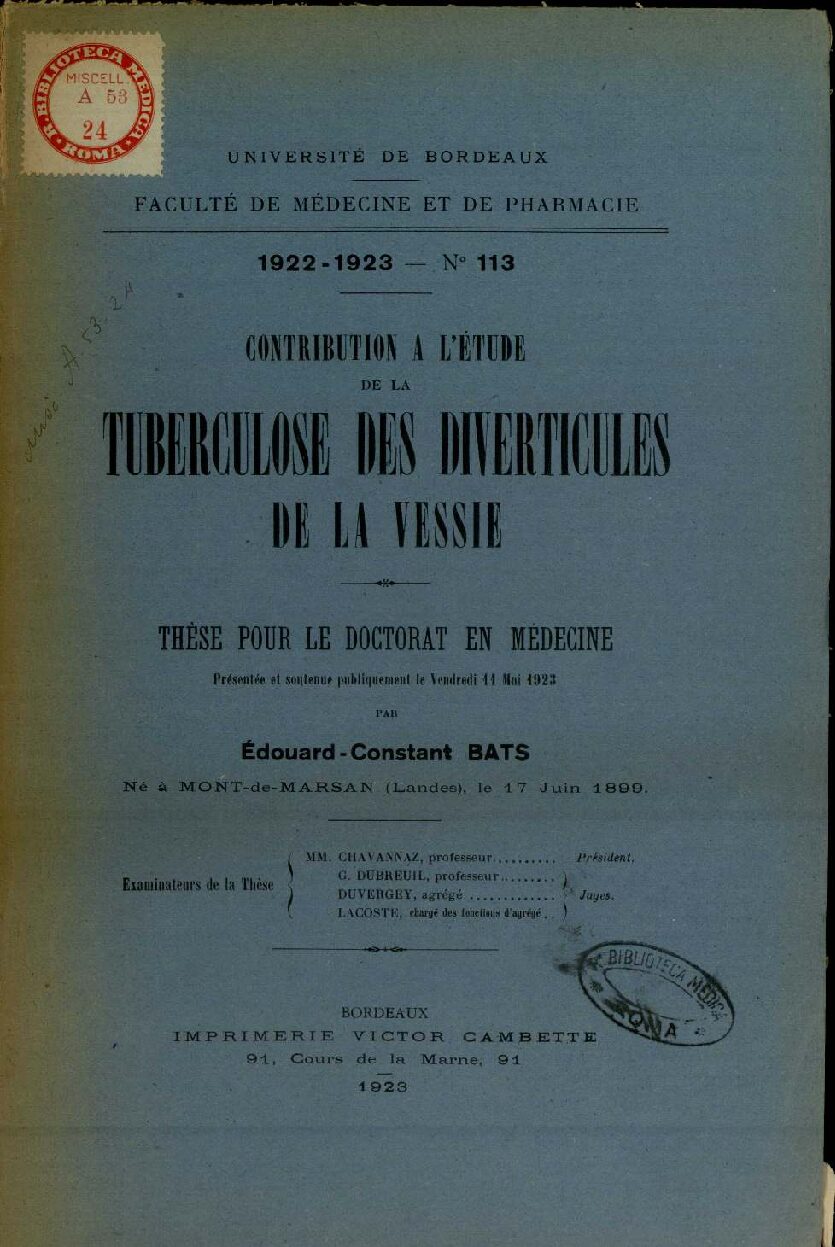 R. BIBLIOTECA MEDICA
MISCELL.
A 53
24
ROMA
UNIVERSITÉ DE BORDEAUX
FACULTÉ DE MÉDECINE ET DE PHARMACIE
1922-1923 — N° 113
Misc A 53. 24
CONTRIBUTION A L'ÉTUDE
DE LA
TUBERCULOSE DES DIVERTICULES
DE LA VESSIE
THÈSE POUR LE DOCTORAT EN MÉDECINE
Présentée et soutenue publiquement le Vendredi 11 Mai 1923
PAR
Édouard-Constant BATS
Né à MONT-de-MARSAN (Landes), le 17 Juin 1899.
Examinateurs de la Thèse
MM. CHAVANNAZ, professeur.......... Président.
G. DUBREUIL, professeur........
DUVERGEY, agrégé ............. Juges.
LACOSTE, chargé des fonctions d'agrégé..
R. BIBLIOTECA MEDICA
ROMA
BORDEAUX
IMPRIMERIE VICTOR CAMBETTE
91, Cours de la Marne, 91
1923